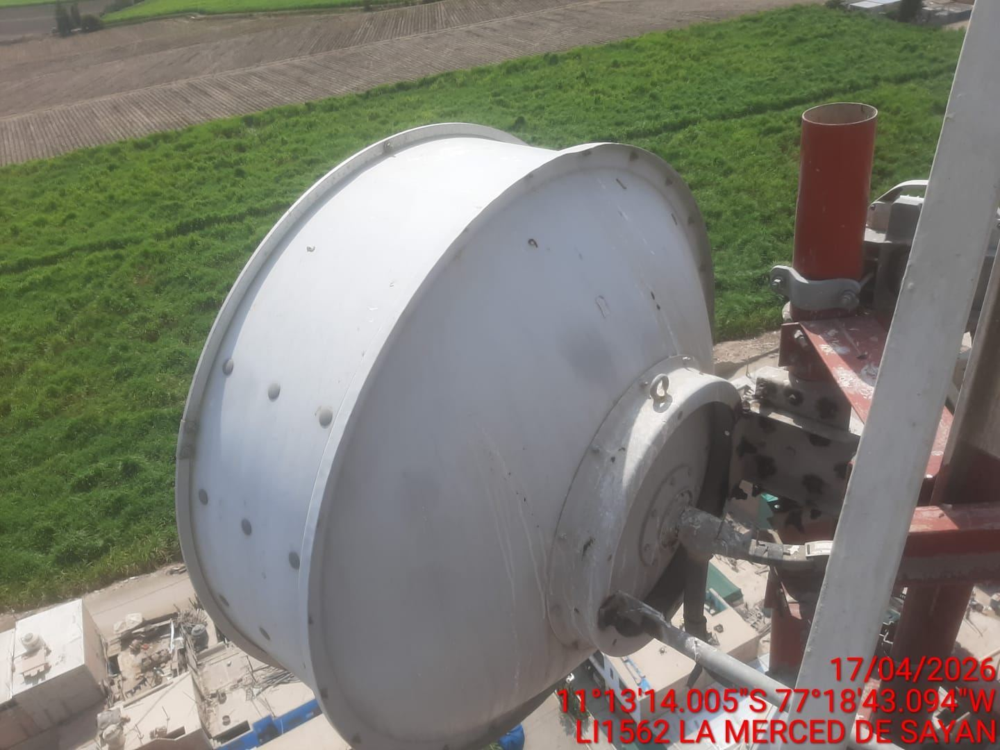 17/04/2026
11°13'14.005"S 77°18'43.094"W
LI1562 LA MERCED DE SAYAN